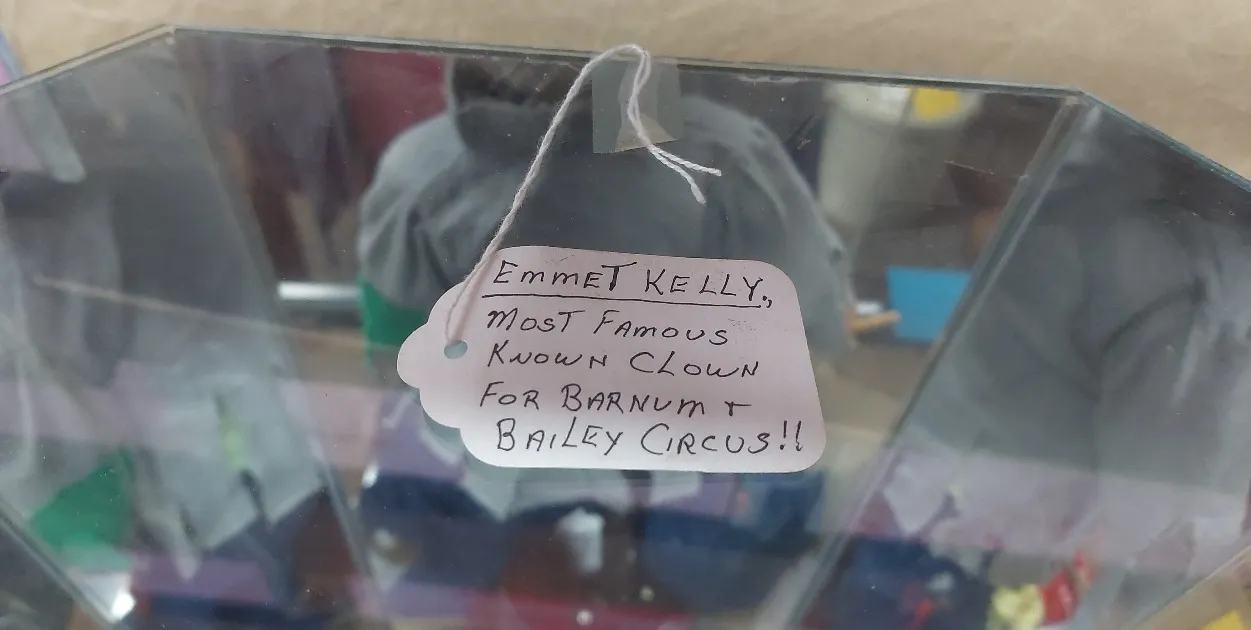 EmmeT KELLY.,
MOST FAMOUS
KNOWN CLOWN
FOR BARNUM +
BAILEY CIRCUS!!